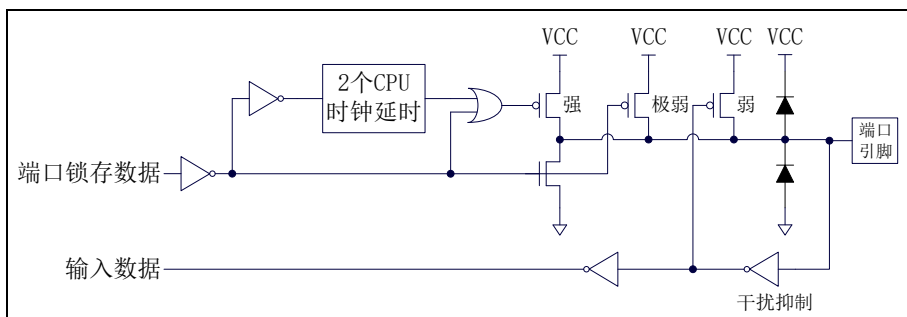 VCC
VCC
VCC
VCC
2个CPU
时钟延时
强
极弱
弱
端口
引脚
端口锁存数据
输入数据
干扰抑制